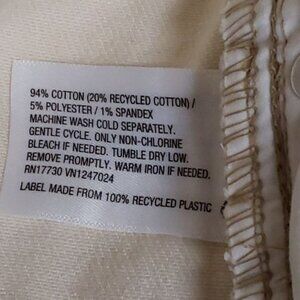 94% COTTON (20% RECYCLED COTTON) /
5% POLYESTER / 1% SPANDEX
MACHINE WASH COLD SEPARATELY.
GENTLE CYCLE. ONLY NON-CHLORINE
BLEACH IF NEEDED. TUMBLE DRY LOW.
REMOVE PROMPTLY. WARM IRON IF NEEDED.
RN17730 VN1247024
LABEL MADE FROM 100% RECYCLED PLASTIC